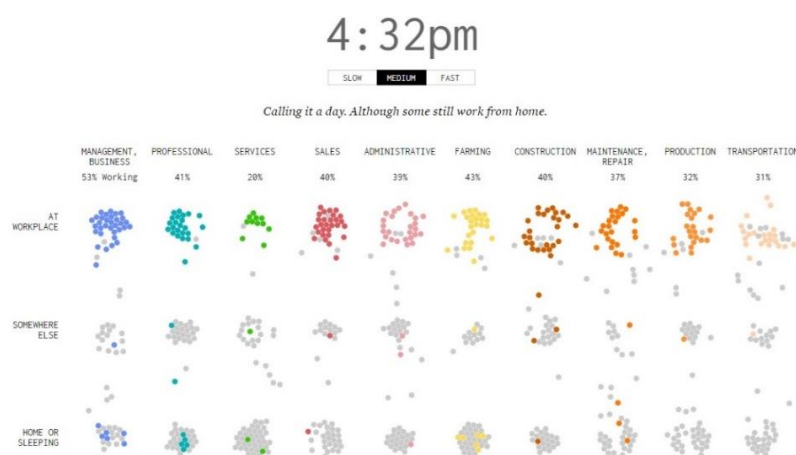 4:32pm
SLOW MEDIUM FAST
Calling it a day. Although some still work from home.
MANAGEMENT, PROFESSIONAL SERVICES SALES ADMINISTRATIVE FARMING CONSTRUCTION MAINTENANCE, PRODUCTION TRANSPORTATION
BUSINESS REPAIR
53% Working 41% 20% 40% 39% 43% 40% 37% 32% 31%
AT
WORKPLACE
SOMEWHERE
ELSE
HOME OR
SLEEPING